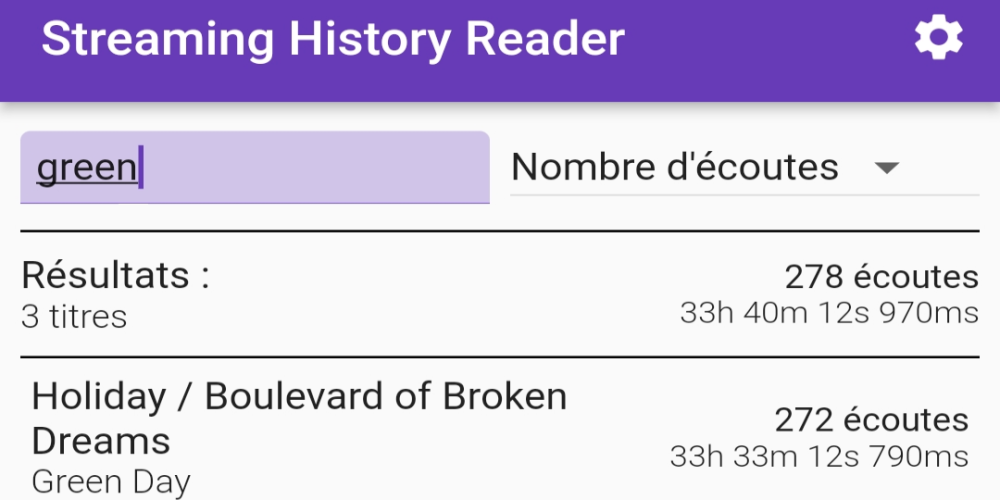 Streaming History Reader
green
Nombre d'écoutes
Résultats :
278 écoutes
3 titres
33h 40m 12s 970ms
Holiday / Boulevard of Broken
Dreams
272 écoutes
33h 33m 12s 790ms
Green Day